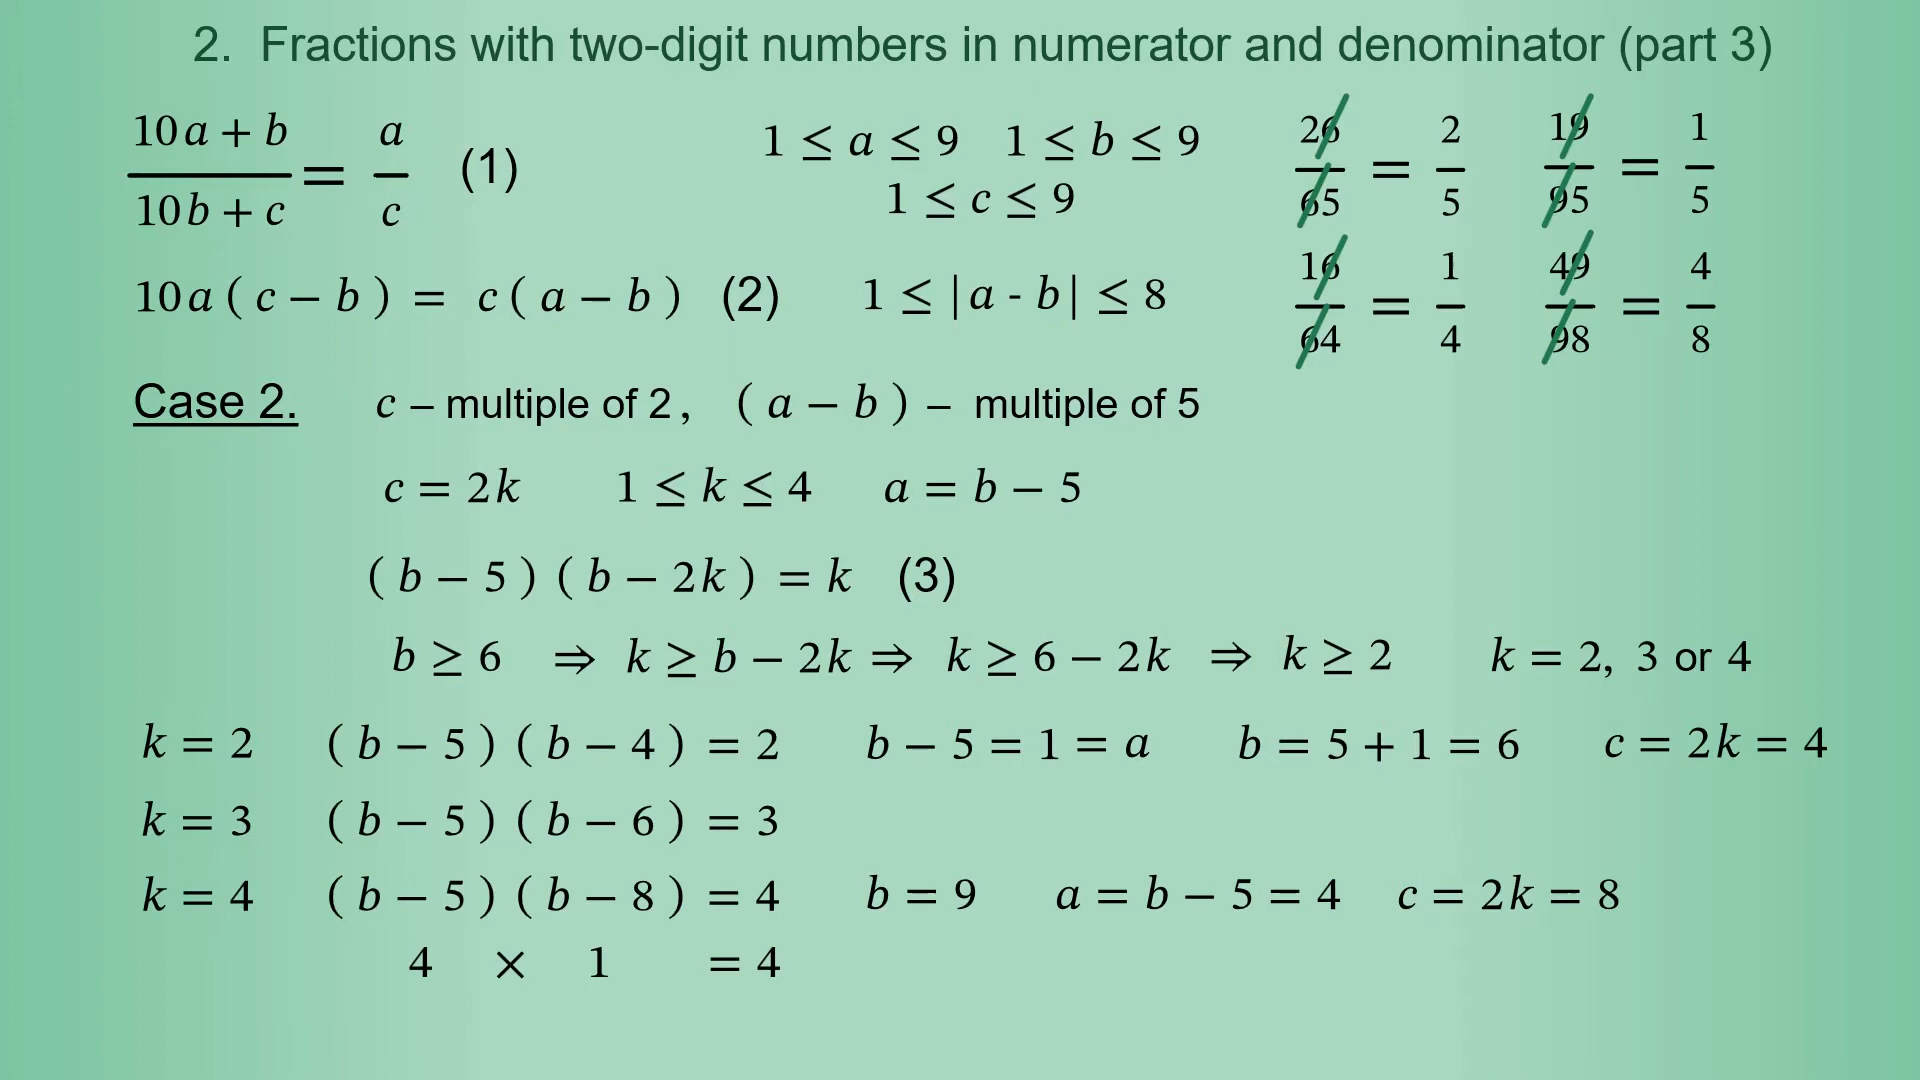 2. Fractions with two-digit numbers in numerator and denominator (part 3)
10a + b / 10b + c = a / c (1)
1 ≤ a ≤ 9 1 ≤ b ≤ 9
1 ≤ c ≤ 9
26 / 65 = 2 / 5
19 / 95 = 1 / 5
10a ( c − b ) = c ( a − b ) (2)
1 ≤ |a - b| ≤ 8
16 / 64 = 1 / 4
49 / 98 = 4 / 8
Case 2. c – multiple of 2 , ( a − b ) – multiple of 5
c = 2k 1 ≤ k ≤ 4 a = b − 5
( b − 5 ) ( b − 2k ) = k (3)
b ≥ 6 ⇒ k ≥ b − 2k ⇒ k ≥ 6 − 2k ⇒ k ≥ 2 k = 2, 3 or 4
k = 2 ( b − 5 ) ( b − 4 ) = 2 b − 5 = 1 = a b = 5 + 1 = 6 c = 2k = 4
k = 3 ( b − 5 ) ( b − 6 ) = 3
k = 4 ( b − 5 ) ( b − 8 ) = 4 b = 9 a = b − 5 = 4 c = 2k = 8
4 × 1 = 4